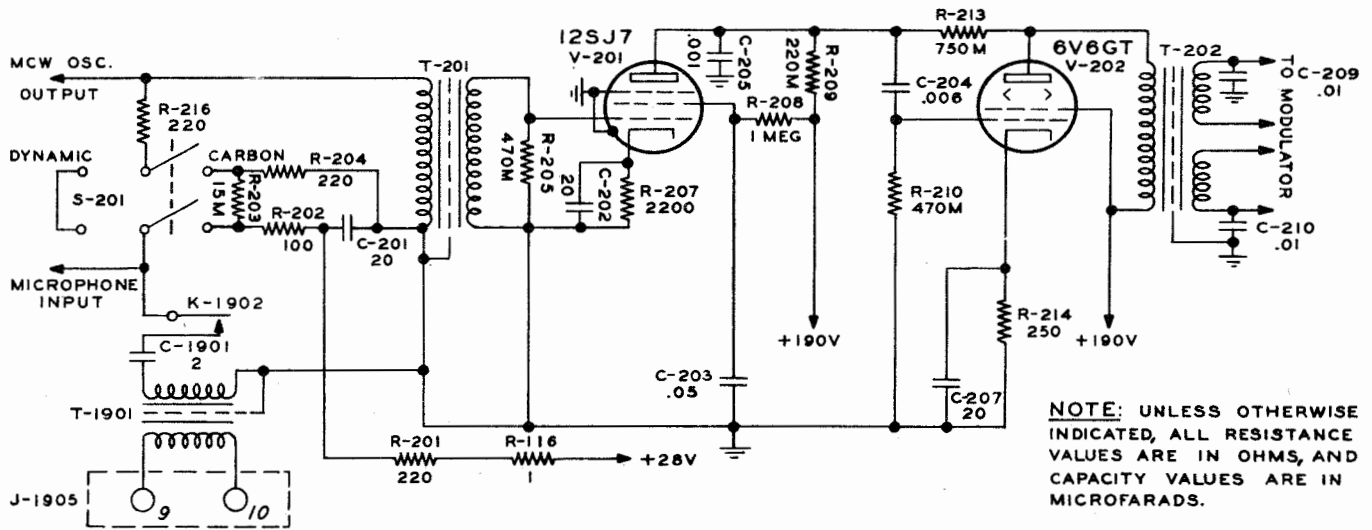 MCW OSC.
OUTPUT
R-216
220
DYNAMIC
S-201
CARBON
R-203
15M
R-204
220
R-202
100
C-201
20
MICROPHONE
INPUT
K-1902
C-1901
2
T-1901
J-1905
9
10
T-201
R-205
470M
12SJ7
V-201
C-202
20
R-207
2200
C-205
.001
R-209
220M
R-208
1 MEG
+190V
C-203
.05
R-201
220
R-116
1
+28V
R-213
750M
C-204
.006
R-210
470M
6V6GT
V-202
C-207
20
R-214
250
+190V
T-202
TO MODULATOR
C-209
.01
C-210
.01
NOTE: UNLESS OTHERWISE
INDICATED, ALL RESISTANCE
VALUES ARE IN OHMS, AND
CAPACITY VALUES ARE IN
MICROFARADS.